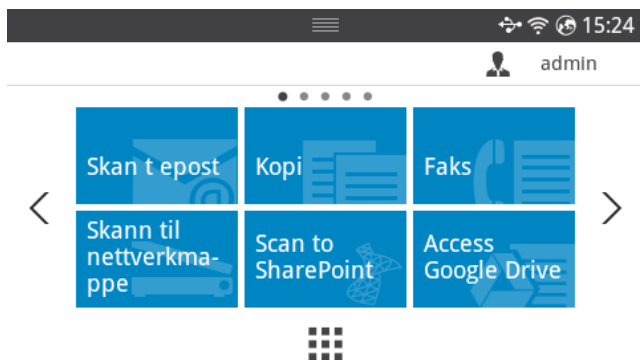 15:24
admin
Skan t epost
Kopi
Faks
Skann til
nettverkma-
ppe
Scan to
SharePoint
Access
Google Drive